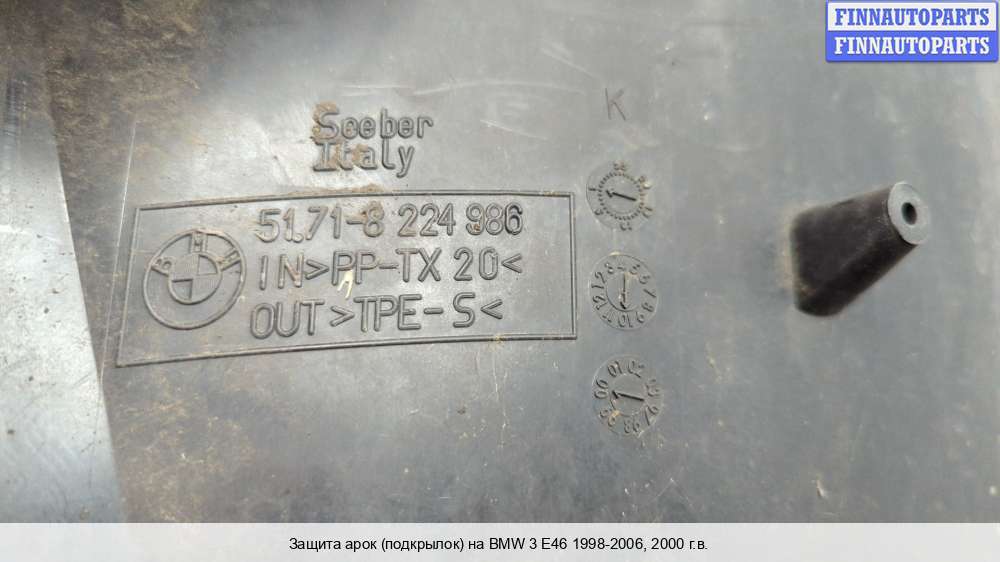 FINNAUTOPARTS
FINNAUTOPARTS
K
Seeber
Italy
BMW
51.71-8 224 986
IN>PP-TX 20<
OUT>TPE-S<
Защита арок (подкрылок) на BMW 3 E46 1998-2006, 2000 г.в.